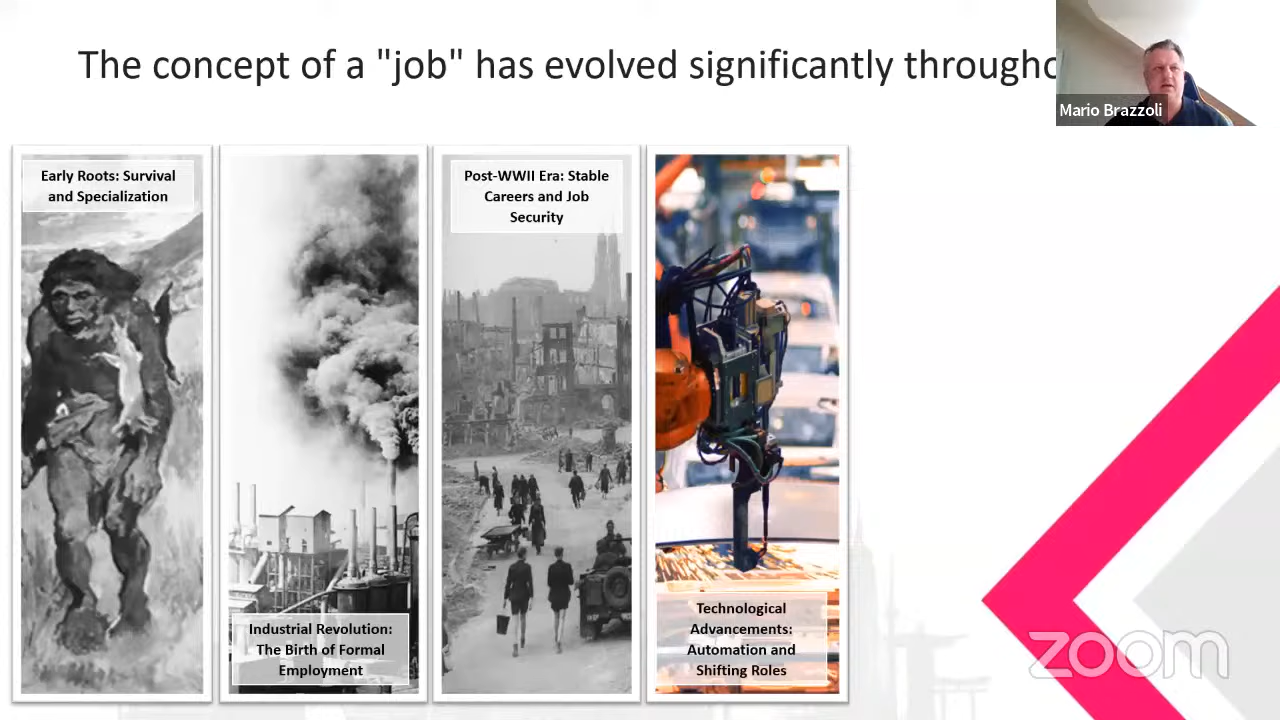 The concept of a "job" has evolved significantly througho
Mario Brazzoli
Early Roots: Survival
and Specialization
Industrial Revolution:
The Birth of Formal
Employment
Post-WWII Era: Stable
Careers and Job
Security
Technological
Advancements:
Automation and
Shifting Roles
zoom